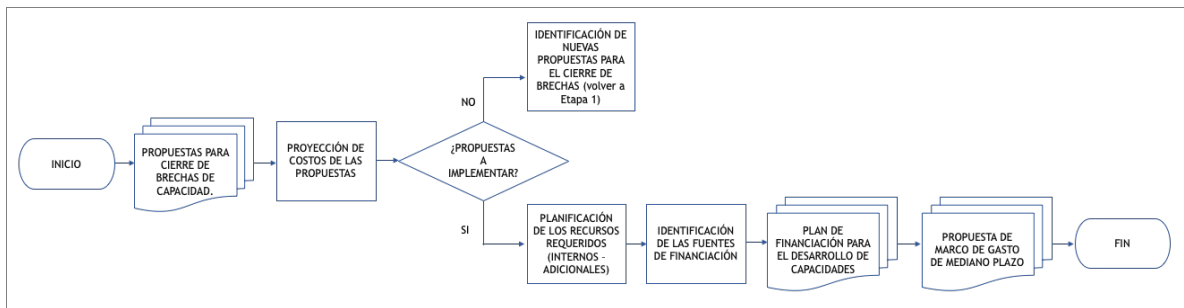 INICIO
PROPUESTAS PARA
CIERRE DE
BRECHAS DE
CAPACIDAD.
PROYECCIÓN DE
COSTOS DE LAS
PROPUESTAS
¿PROPUESTAS
A
IMPLEMENTAR?
NO
IDENTIFICACIÓN DE
NUEVAS
PROPUESTAS PARA
EL CIERRE DE
BRECHAS (volver a
Etapa 1)
SI
PLANIFICACIÓN
DE LOS RECURSOS
REQUERIDOS
(INTERNOS -
ADICIONALES)
IDENTIFICACIÓN
DE LAS FUENTES
DE FINANCIACIÓN
PLAN DE
FINANCIACIÓN PARA
EL DESARROLLO DE
CAPACIDADES
PROPUESTA DE
MARCO DE GASTO
DE MEDIANO PLAZO
FIN